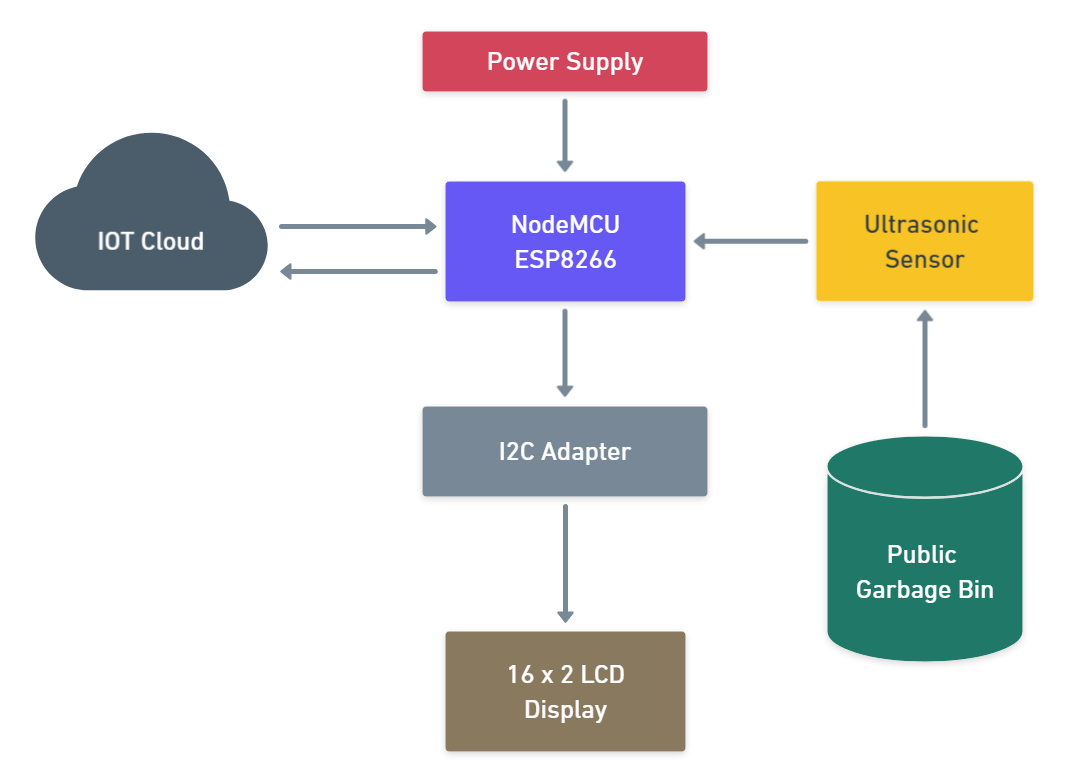 Power Supply
IOT Cloud
NodeMCU
ESP8266
Ultrasonic
Sensor
I2C Adapter
Public
Garbage Bin
16 x 2 LCD
Display